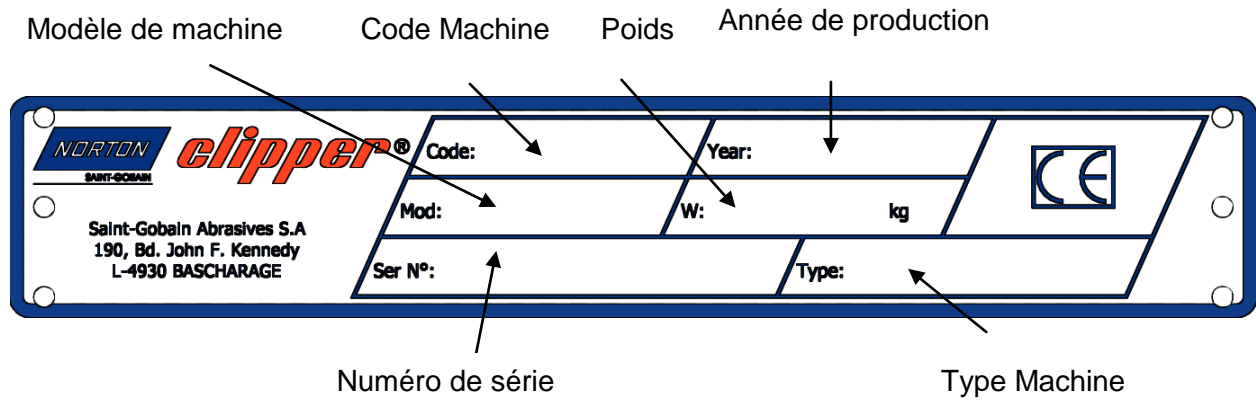 Modèle de machine Code Machine Poids Année de production
NORTON clipper®
SAINT-GOBAIN
Saint-Gobain Abrasives S.A
190, Bd. John F. Kennedy
L-4930 BASCHARAGE
Code: Year:
Mod: W: kg
Ser Nº: Type:
CE
Numéro de série Type Machine